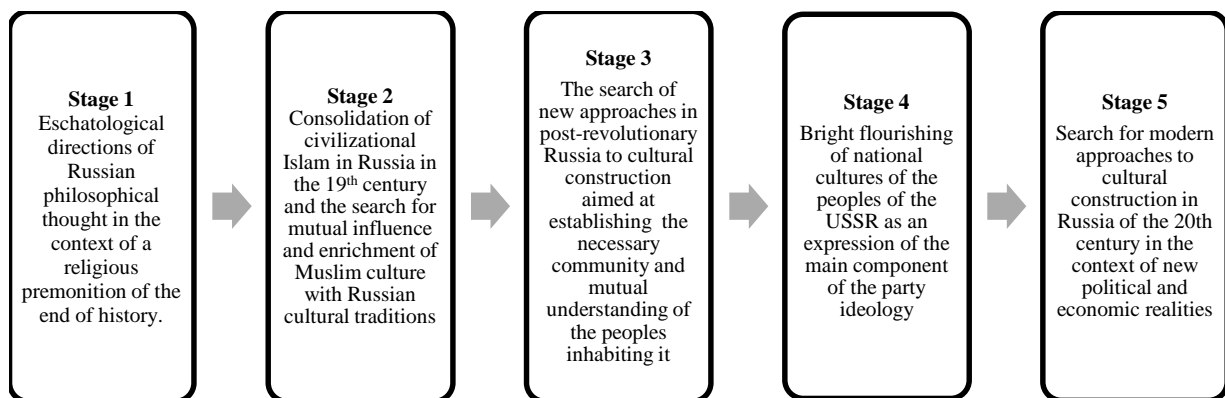 Stage 1
Eschatological
directions of
Russian
philosophical
thought in the
context of a
religious
premonition of the
end of history.
Stage 2
Consolidation of
civilizational
Islam in Russia in
the 19th century
and the search for
mutual influence
and enrichment of
Muslim culture
with Russian
cultural traditions
Stage 3
The search of
new approaches in
post-revolutionary
Russia to cultural
construction
aimed at
establishing the
necessary
community and
mutual
understanding of
the peoples
inhabiting it
Stage 4
Bright flourishing
of national
cultures of the
peoples of the
USSR as an
expression of the
main component
of the party
ideology
Stage 5
Search for modern
approaches to
cultural
construction in
Russia of the 20th
century in the
context of new
political and
economic realities